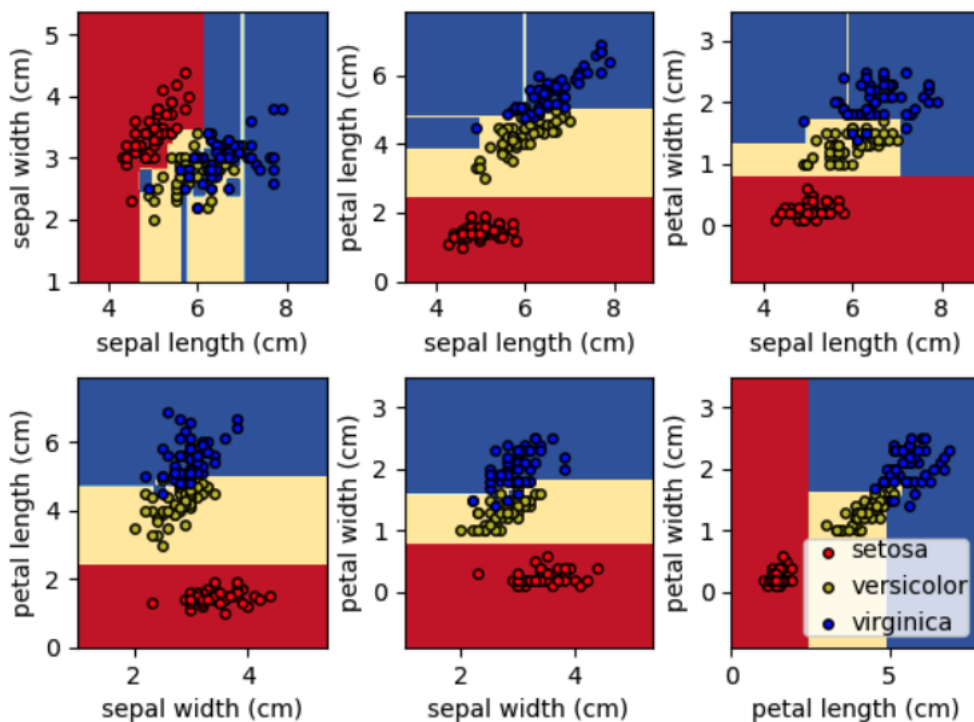 5
4
3
2
1
sepal width (cm)
4 6 8
sepal length (cm)
6
4
2
0
petal length (cm)
4 6 8
sepal length (cm)
3
2
1
0
petal width (cm)
4 6 8
sepal length (cm)
6
4
2
0
petal length (cm)
2 4
sepal width (cm)
3
2
1
0
petal width (cm)
2 4
sepal width (cm)
3
2
1
0
petal width (cm)
setosa
versicolor
virginica
0 5
petal length (cm)